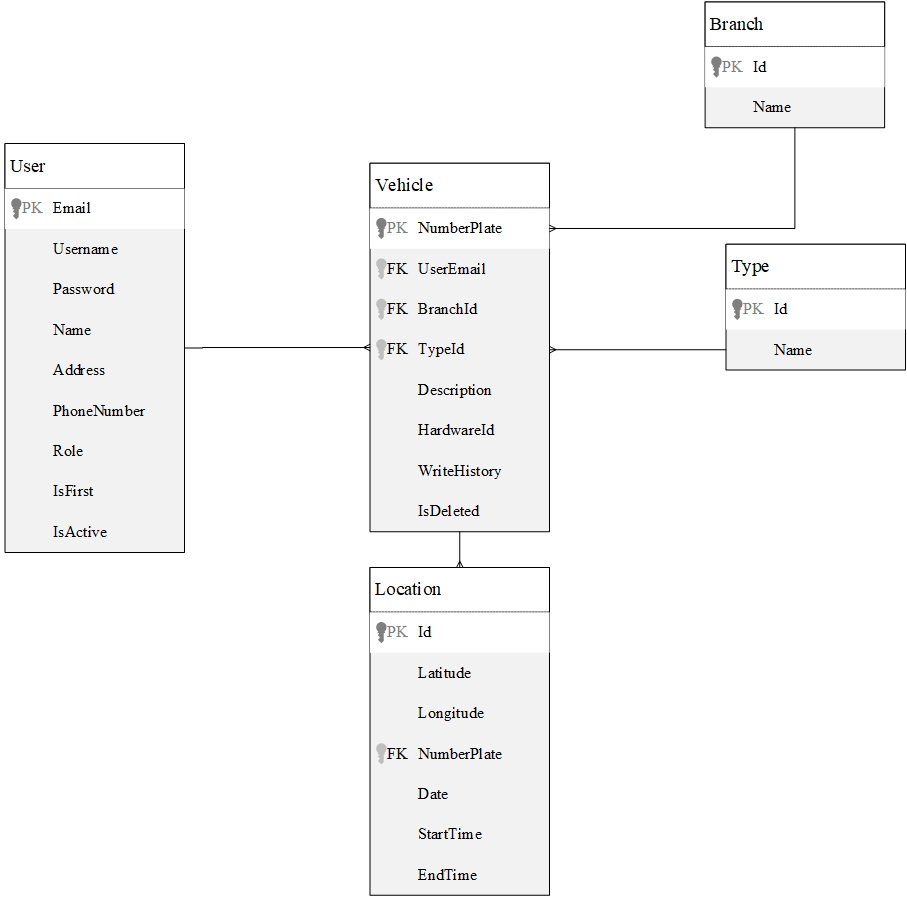 Branch
PK Id
Name
User
PK Email
Username
Password
Name
Address
PhoneNumber
Role
IsFirst
IsActive
Vehicle
PK NumberPlate
FK UserEmail
FK BranchId
FK TypeId
Description
HardwareId
WriteHistory
IsDeleted
Type
PK Id
Name
Location
PK Id
Latitude
Longitude
FK NumberPlate
Date
StartTime
EndTime